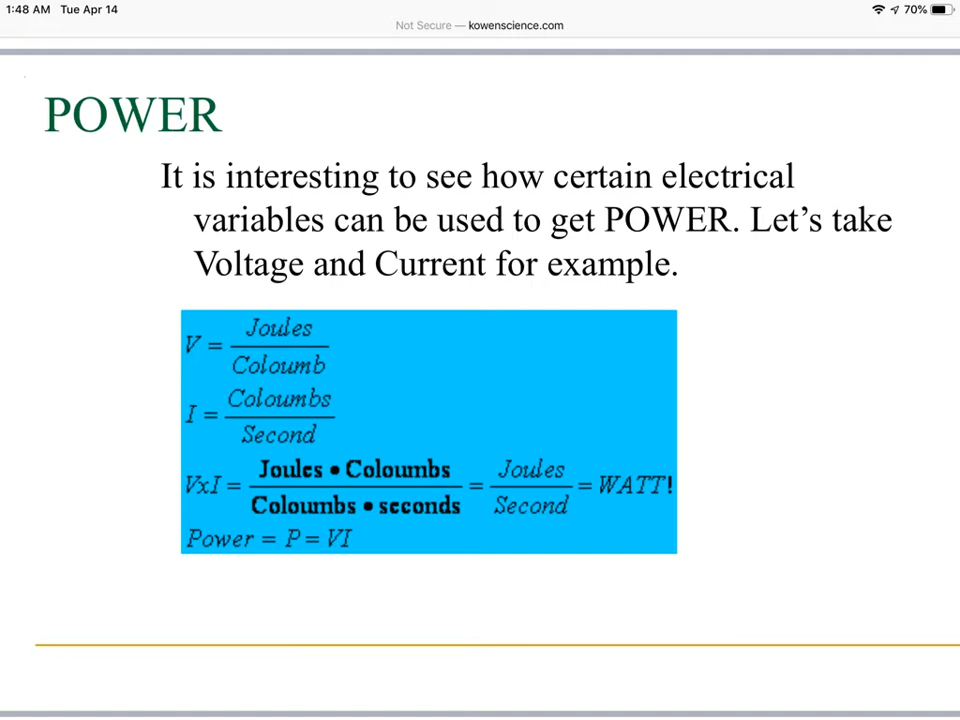 1:48 AM Tue Apr 14
70%
Not Secure — kowenscience.com
POWER
It is interesting to see how certain electrical
variables can be used to get POWER. Let’s take
Voltage and Current for example.
V = Joules / Coloumb
I = Coloumbs / Second
VxI = Joules • Coloumbs / Coloumbs • seconds = Joules / Second = WATT!
Power = P = VI